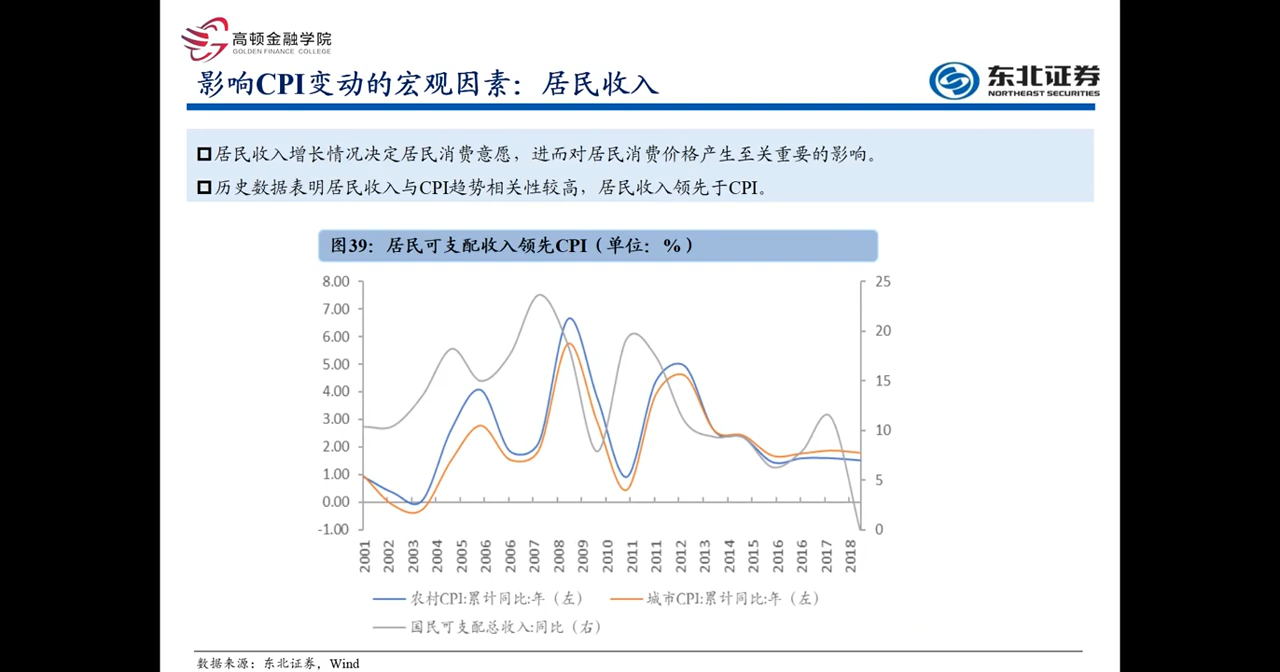 高顿金融学院
GOLDEN FINANCE COLLEGE
影响CPI变动的宏观因素：居民收入
东北证券
NORTHEAST SECURITIES
居民收入增长情况决定居民消费意愿，进而对居民消费价格产生至关重要的影响。
历史数据表明居民收入与CPI趋势相关性较高，居民收入领先于CPI。
图39：居民可支配收入领先CPI（单位：%）
8.00 25
7.00
6.00 20
5.00
4.00 15
3.00
2.00 10
1.00
0.00 5
-1.00 0
2001 2002 2003 2004 2005 2006 2006 2007 2008 2009 2010 2011 2011 2012 2013 2014 2015 2016 2016 2017 2018
农村CPI:累计同比:年（左） 城市CPI:累计同比:年（左）
国民可支配总收入:同比（右）
数据来源：东北证券，Wind